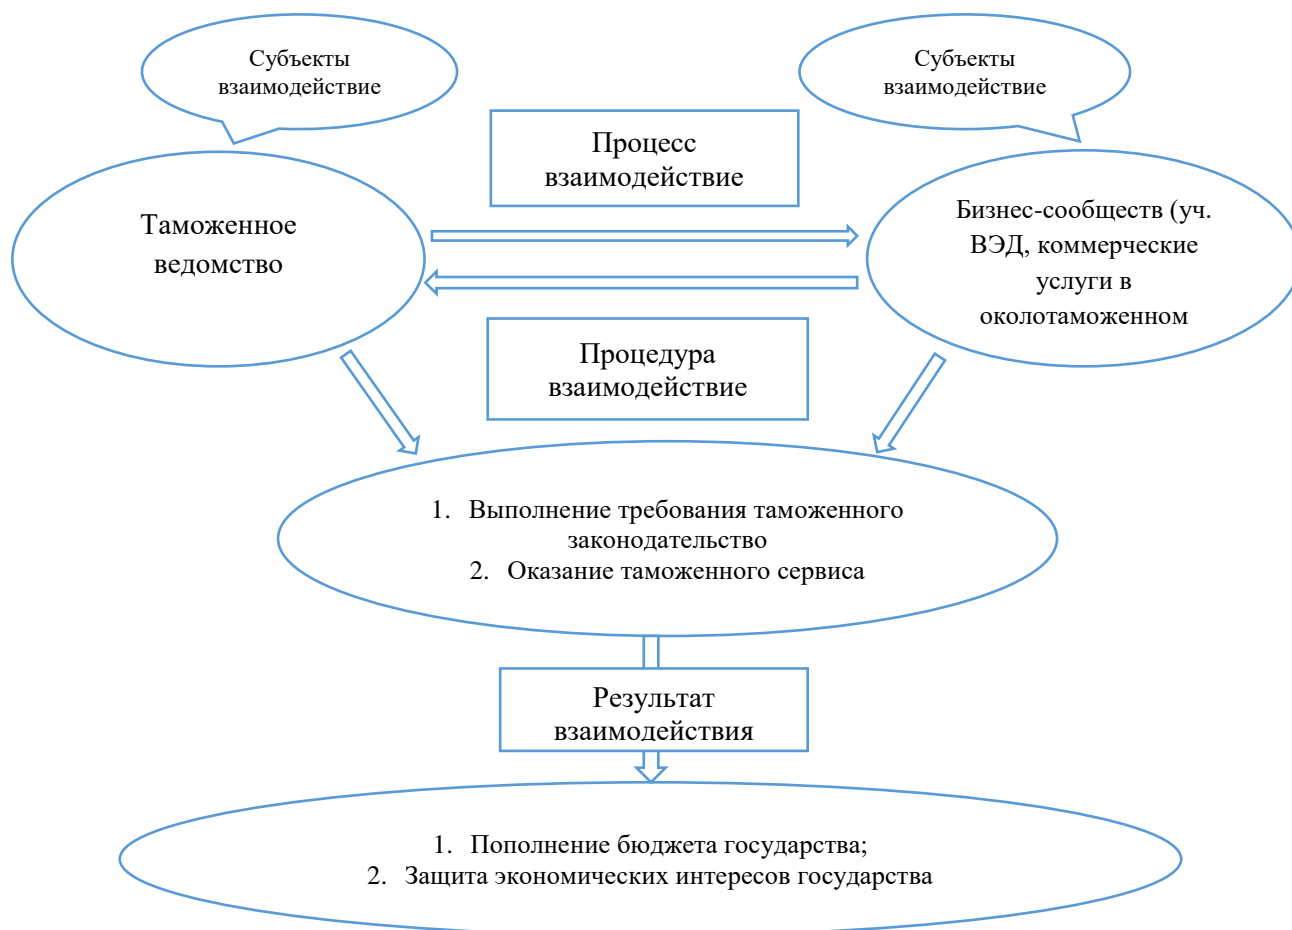 Субъекты
взаимодействие
Субъекты
взаимодействие
Процесс
взаимодействие
Таможенное
ведомство
Бизнес-сообществ (уч.
ВЭД, коммерческие
услуги в
околотаможенном
Процедура
взаимодействие
1. Выполнение требования таможенного
законодательство
2. Оказание таможенного сервиса
Результат
взаимодействия
1. Пополнение бюджета государства;
2. Защита экономических интересов государства